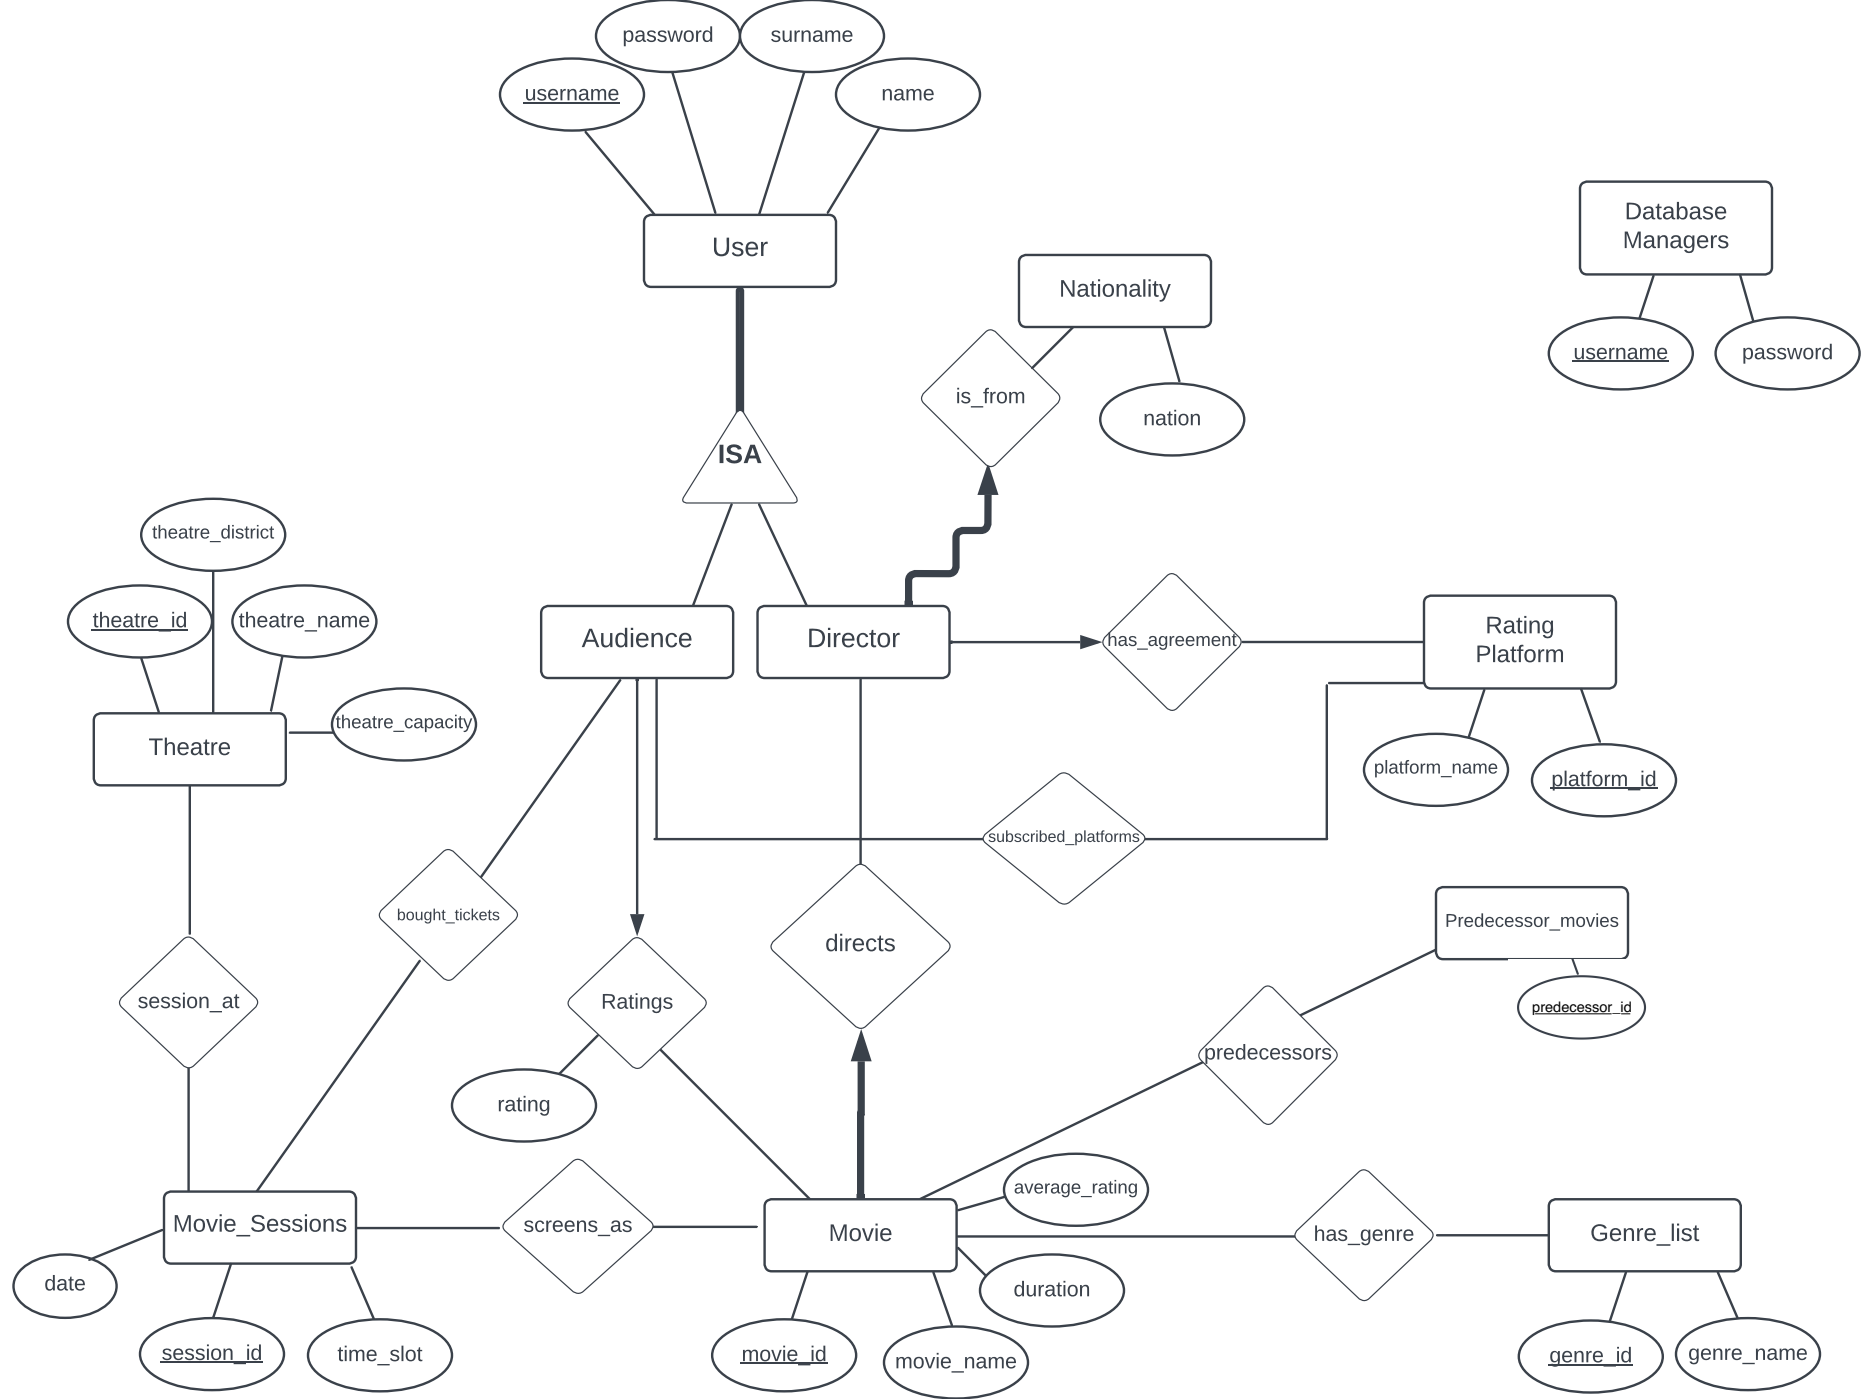 password
surname
username
name
User
Database
Managers
Nationality
username
password
is_from
nation
ISA
theatre_district
theatre_id
theatre_name
Audience
Director
has_agreement
Rating
Platform
theatre_capacity
Theatre
platform_name
platform_id
subscribed_platforms
bought_tickets
directs
Predecessor_movies
session_at
Ratings
predecessor_id
predecessors
rating
average_rating
Movie_Sessions
screens_as
Movie
has_genre
Genre_list
date
duration
session_id
time_slot
movie_id
movie_name
genre_id
genre_name